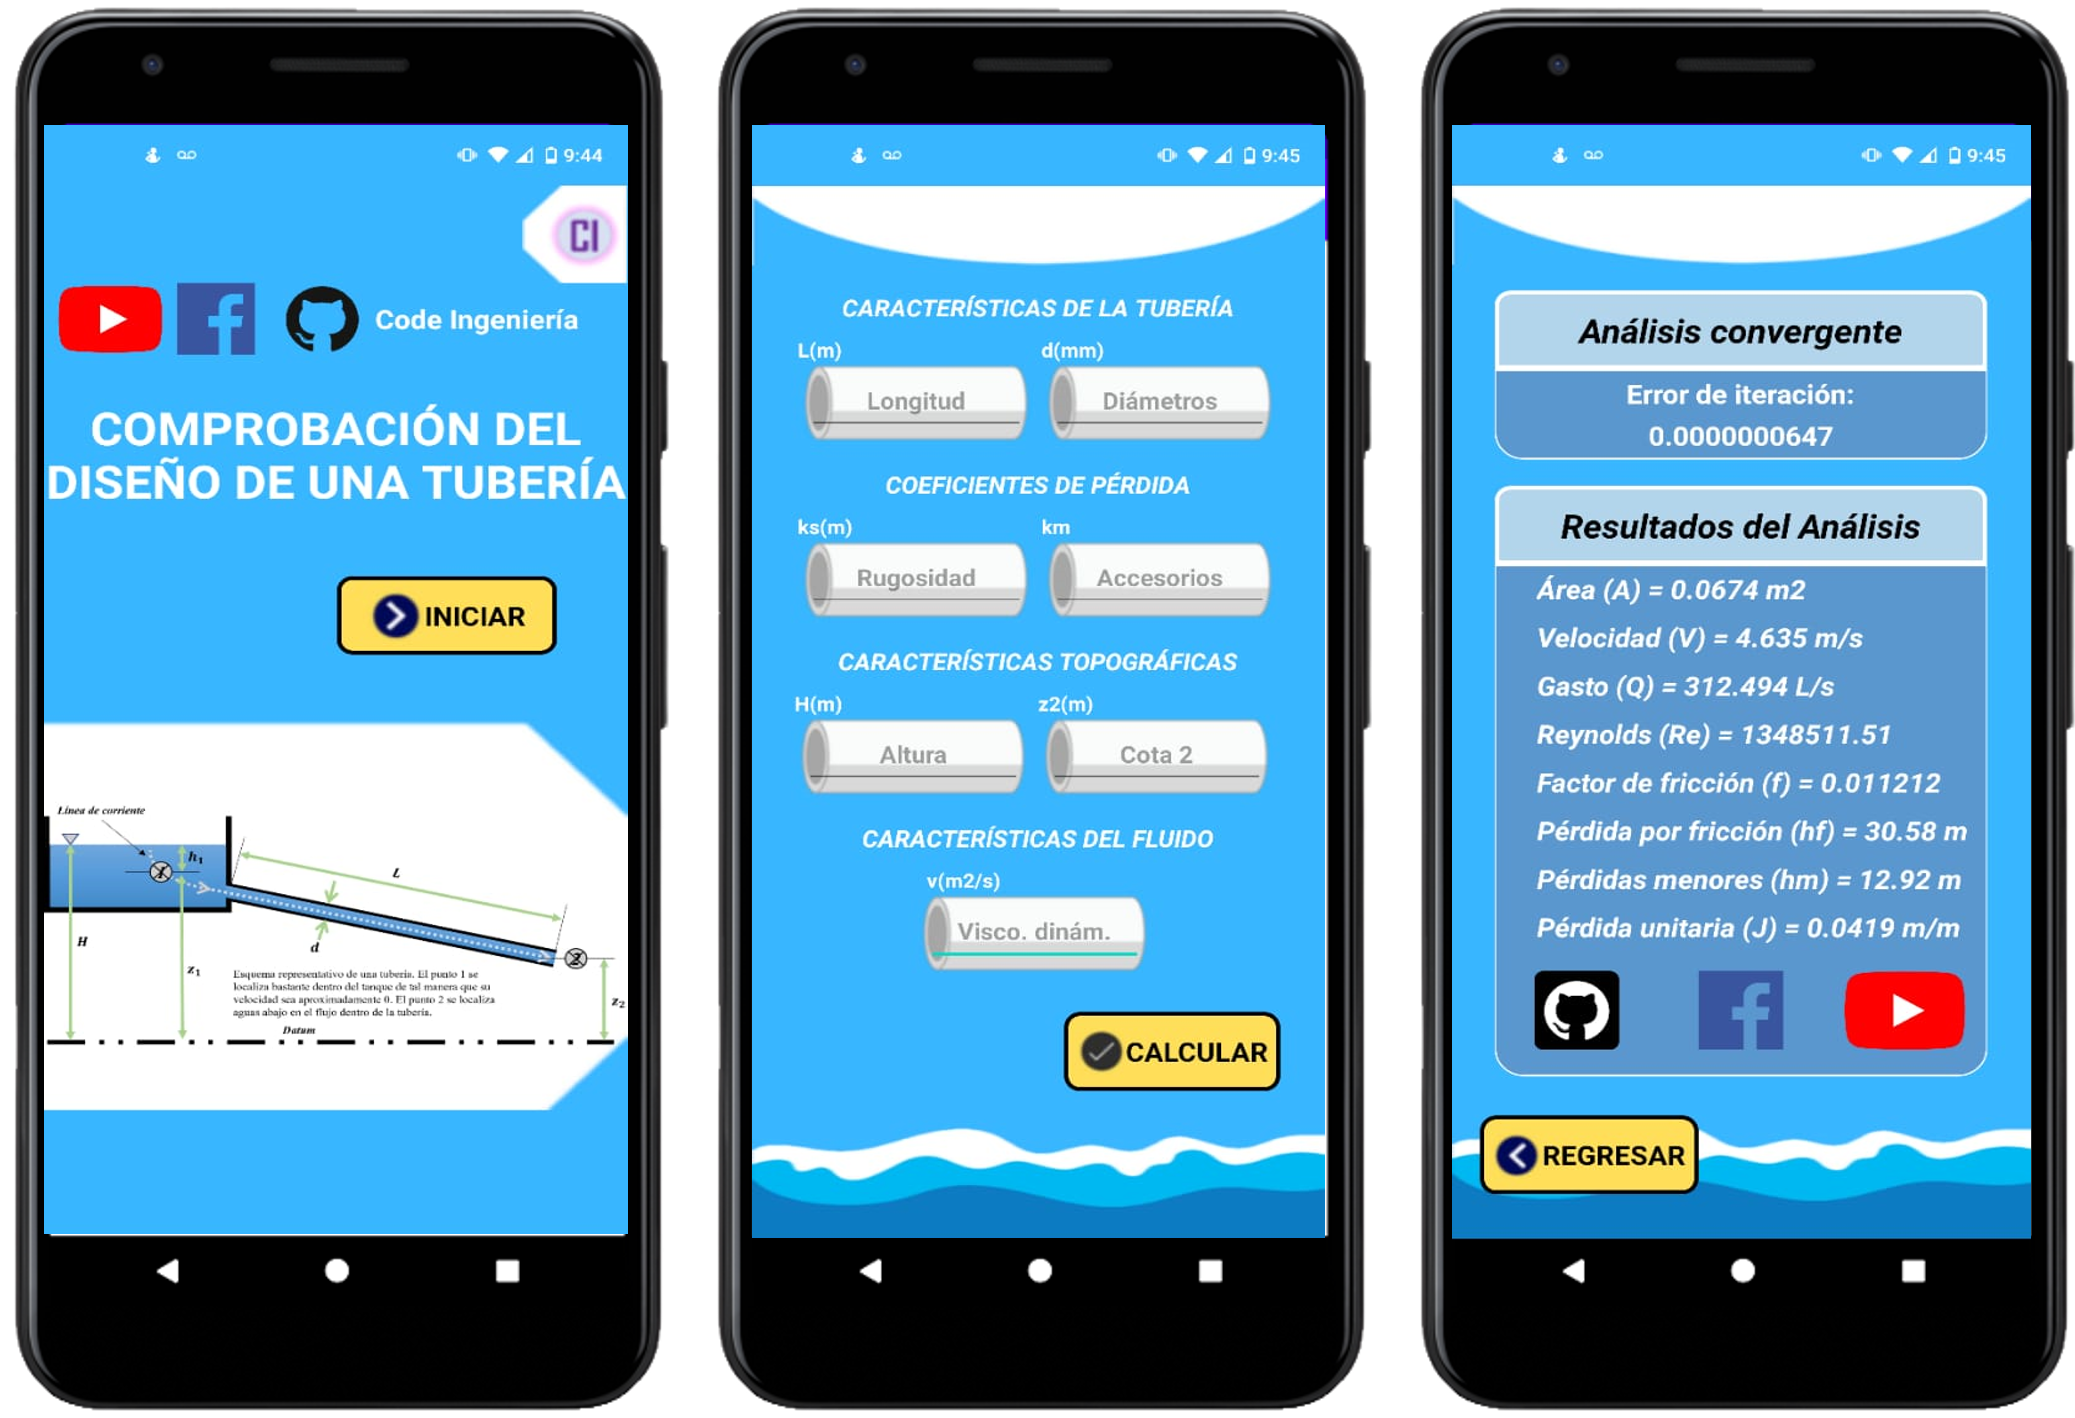 9:44
CI
Code Ingeniería
COMPROBACIÓN DEL
DISEÑO DE UNA TUBERÍA
INICIAR
Línea de corriente
1
h₁
L
H
d
z₁
2
z₂
Esquema representativo de una tubería. El punto 1 se
localiza bastante dentro del tanque de tal manera que su
velocidad sea aproximadamente 0. El punto 2 se localiza
aguas abajo en el flujo dentro de la tubería.
Datum
9:45
CARACTERÍSTICAS DE LA TUBERÍA
L(m) d(mm)
Longitud Diámetros
COEFICIENTES DE PÉRDIDA
ks(m) km
Rugosidad Accesorios
CARACTERÍSTICAS TOPOGRÁFICAS
H(m) z2(m)
Altura Cota 2
CARACTERÍSTICAS DEL FLUIDO
v(m2/s)
Visco. dinám.
CALCULAR
9:45
Análisis convergente
Error de iteración:
0.0000000647
Resultados del Análisis
Área (A) = 0.0674 m2
Velocidad (V) = 4.635 m/s
Gasto (Q) = 312.494 L/s
Reynolds (Re) = 1348511.51
Factor de fricción (f) = 0.011212
Pérdida por fricción (hf) = 30.58 m
Pérdidas menores (hm) = 12.92 m
Pérdida unitaria (J) = 0.0419 m/m
REGRESAR